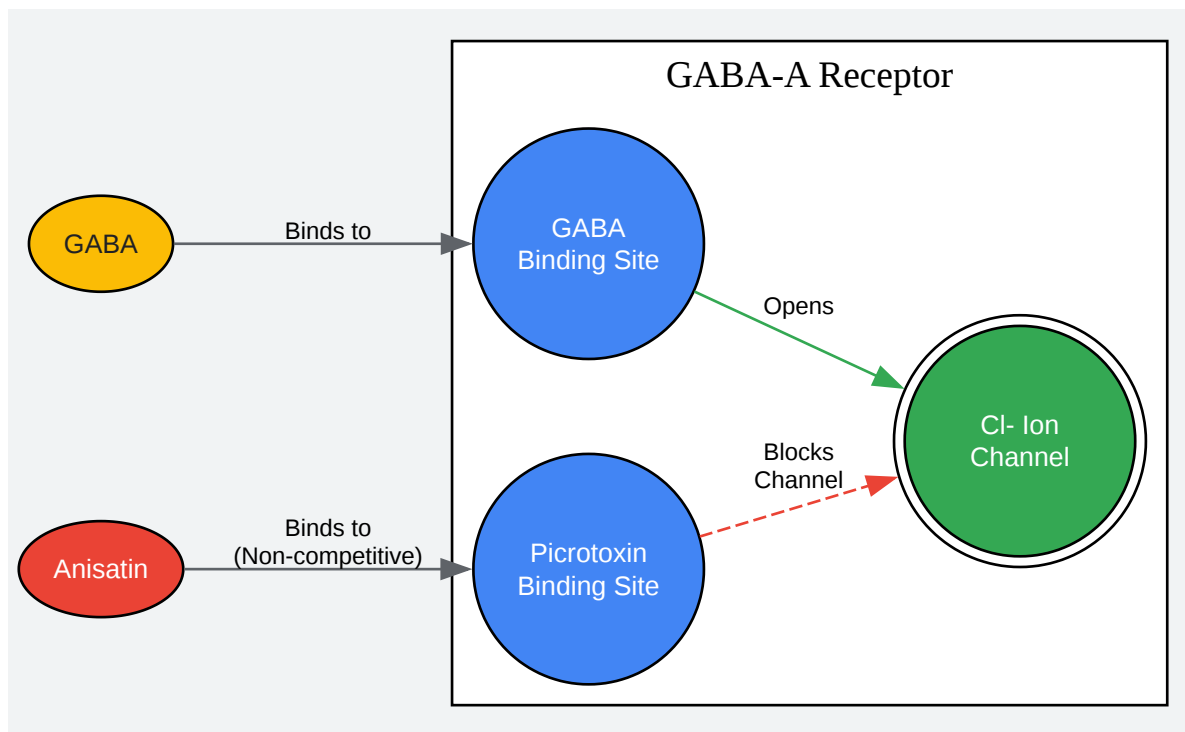 GABA-A Receptor
GABA
Binds to
GABA
Binding Site
Opens
Cl- Ion
Channel
Blocks
Channel
Anisatin
Binds to
(Non-competitive)
Picrotoxin
Binding Site